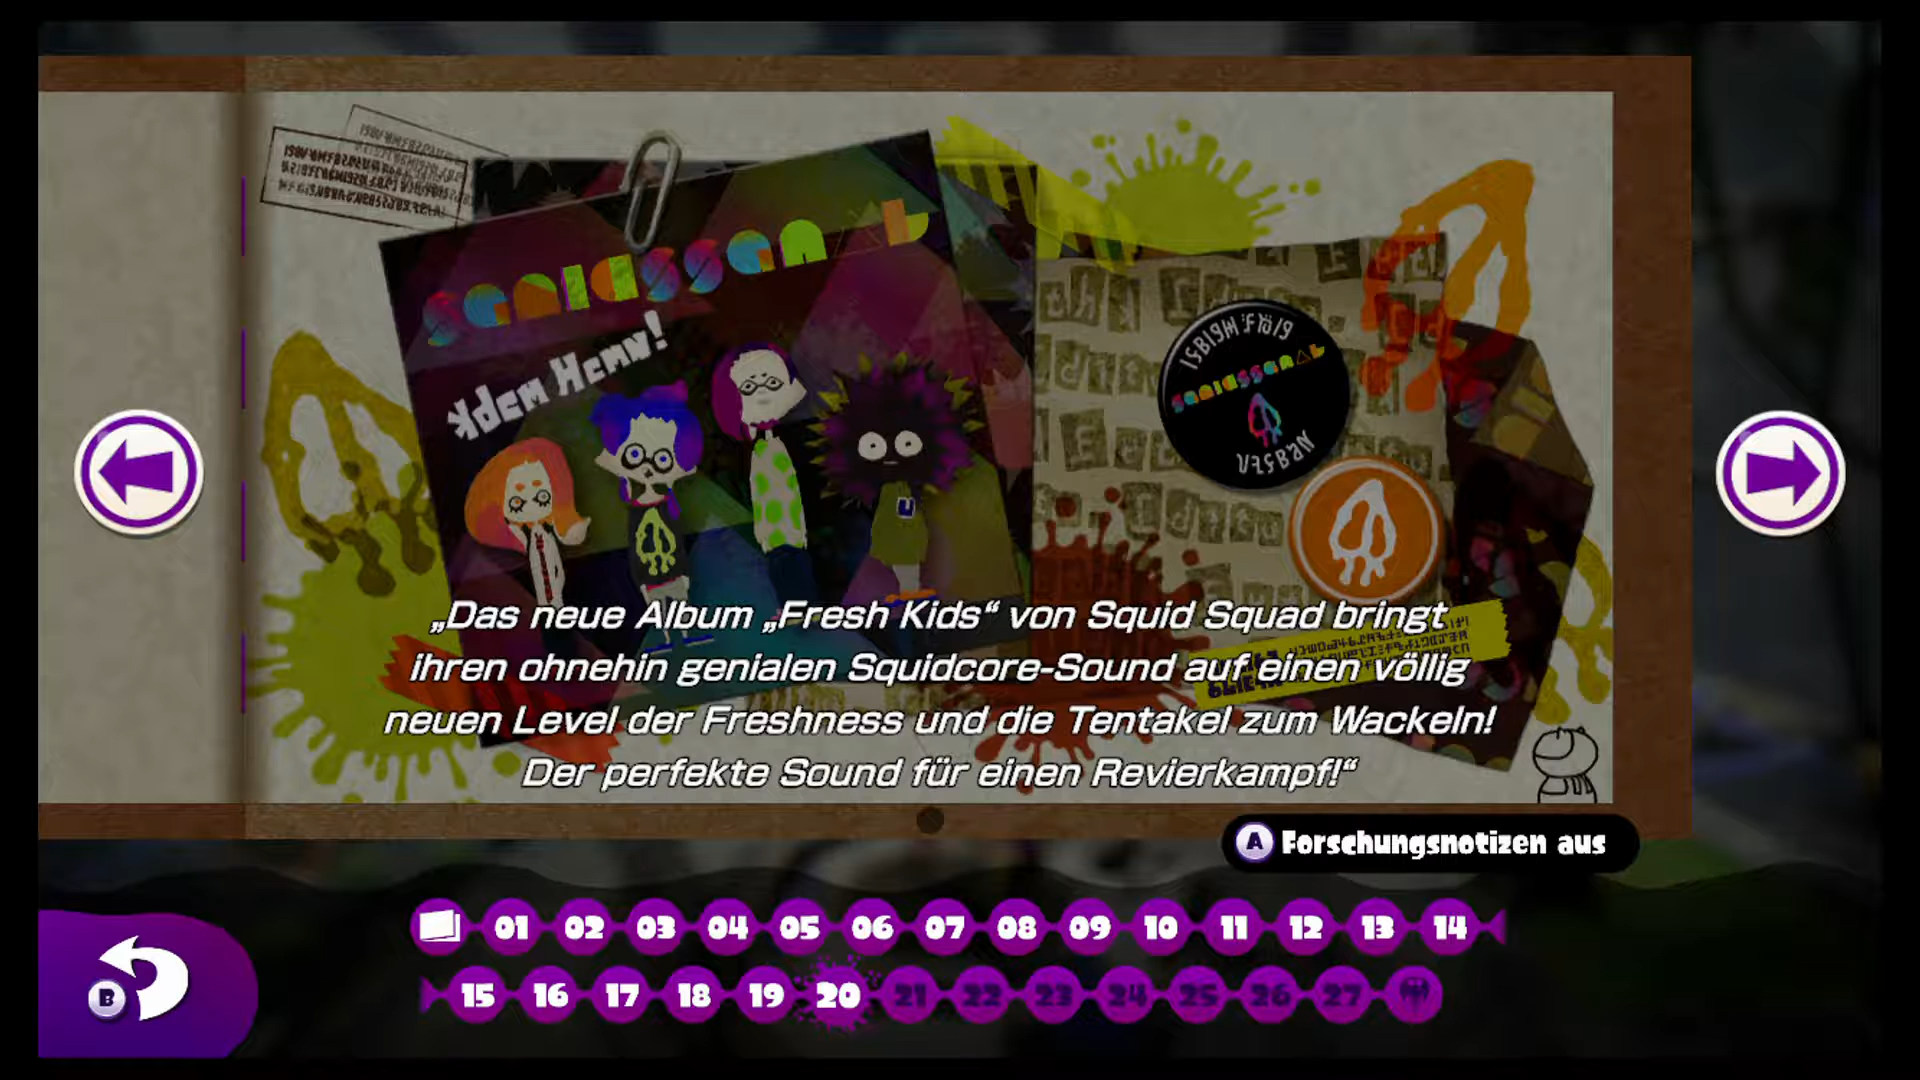 „Das neue Album „Fresh Kids“ von Squid Squad bringt
ihren ohnehin genialen Squidcore-Sound auf einen völlig
neuen Level der Freshness und die Tentakel zum Wackeln!
Der perfekte Sound für einen Revierkampf!“
A Forschungsnotizen aus
01 02 03 04 05 06 07 08 09 10 11 12 13 14
15 16 17 18 19 20 21 22 23 24 25 26 27
B